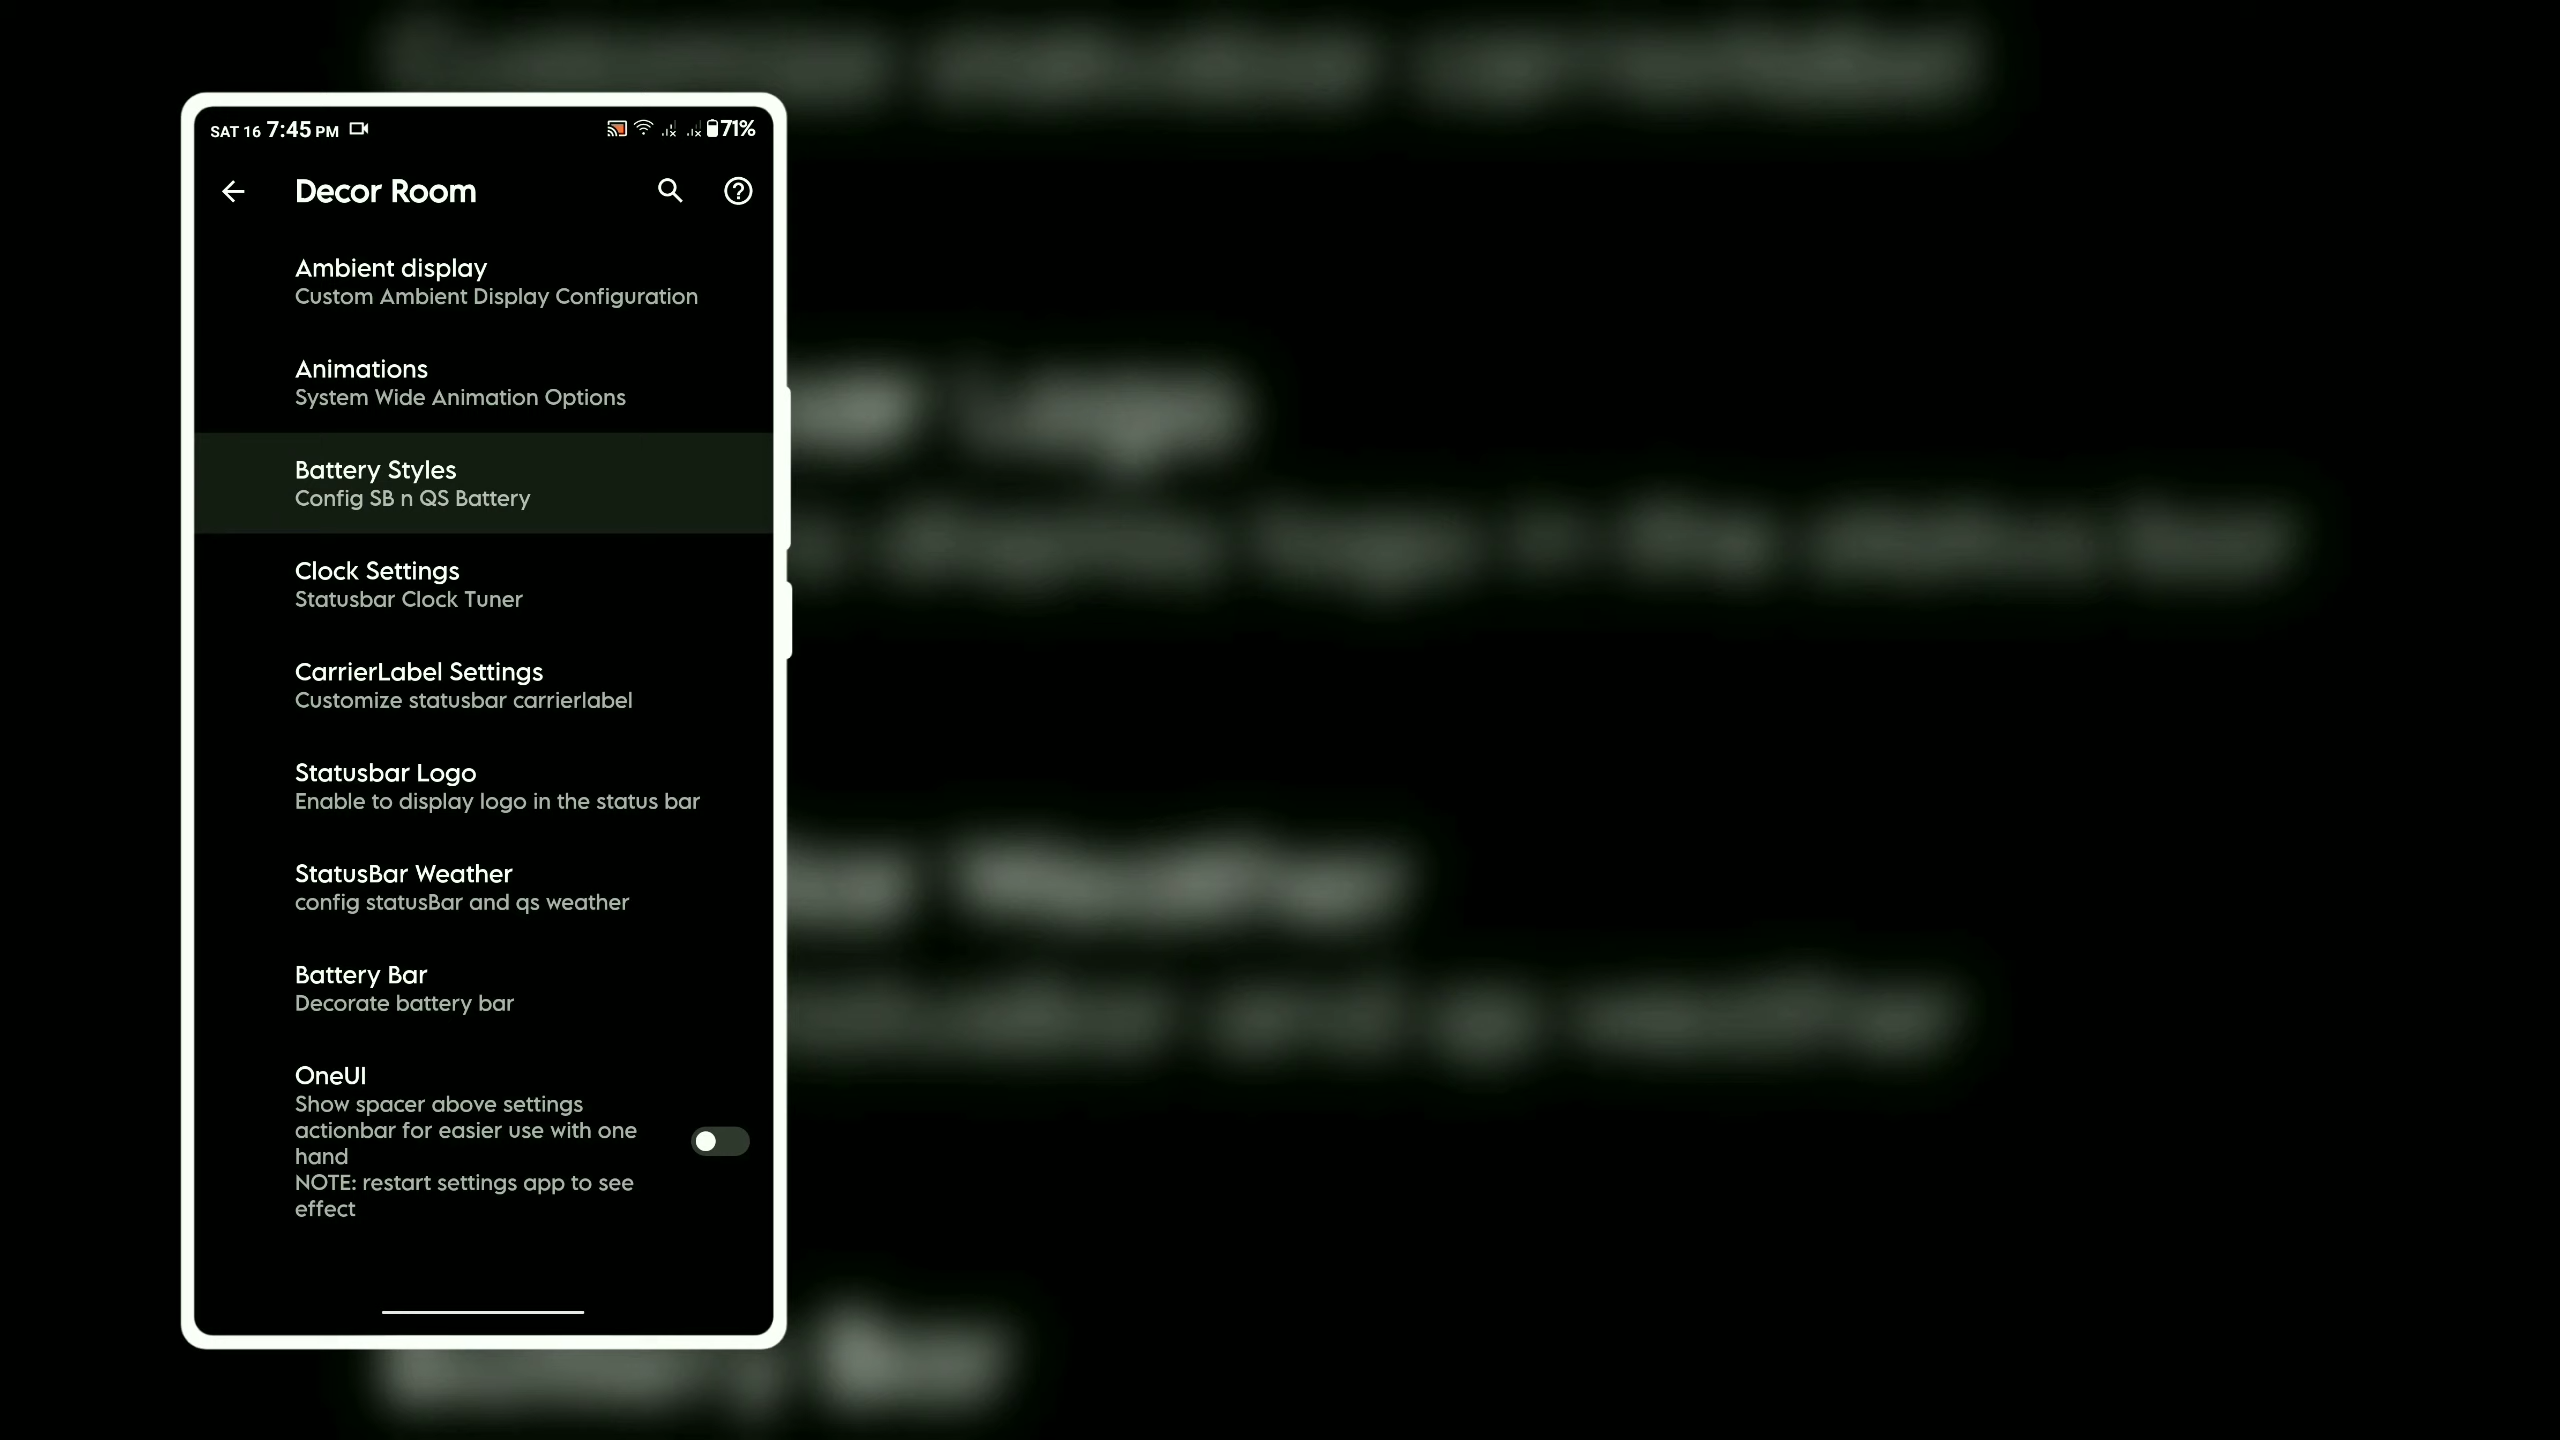 SAT 16 7:45 PM 71%
Decor Room
Ambient display
Custom Ambient Display Configuration
Animations
System Wide Animation Options
Battery Styles
Config SB n QS Battery
Clock Settings
Statusbar Clock Tuner
CarrierLabel Settings
Customize statusbar carrierlabel
Statusbar Logo
Enable to display logo in the status bar
StatusBar Weather
config statusBar and qs weather
Battery Bar
Decorate battery bar
OneUI
Show spacer above settings
actionbar for easier use with one
hand
NOTE: restart settings app to see
effect